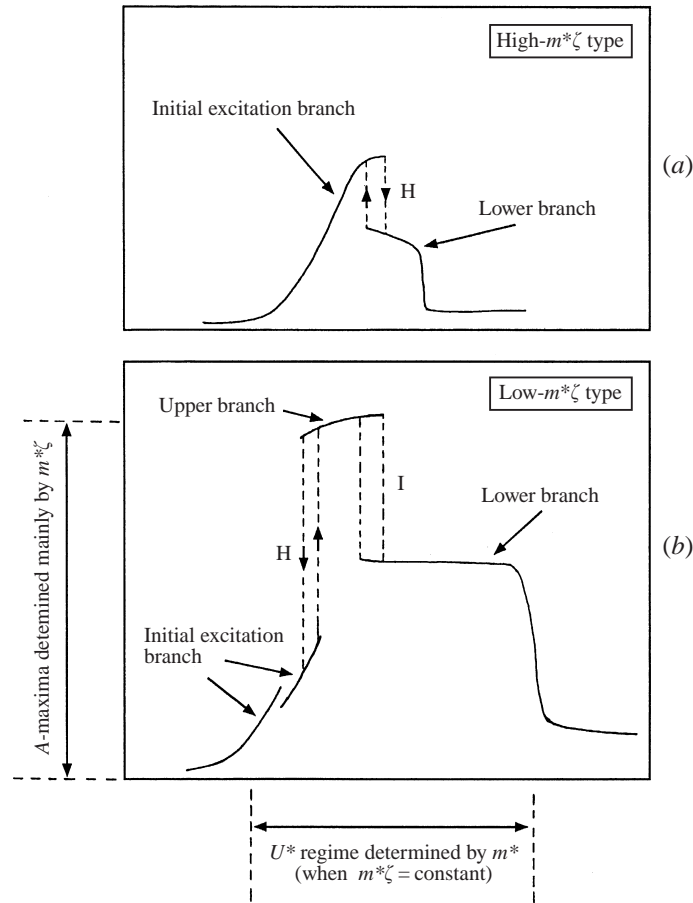 High-m*ζ type
Initial excitation branch
(a)
H
Lower branch
Low-m*ζ type
Upper branch
I
Lower branch
(b)
H
Initial excitation
branch
A-maxima detemined mainly by m*ζ
U* regime determined by m*
(when m*ζ = constant)